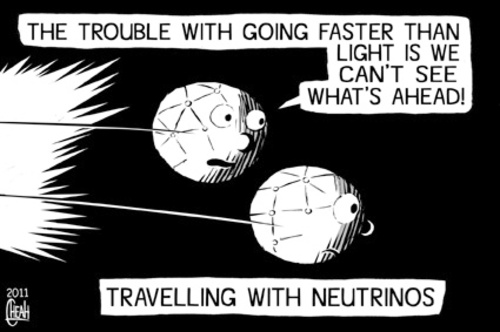 THE TROUBLE WITH GOING FASTER THAN
LIGHT IS WE
CAN'T SEE
WHAT'S AHEAD!
2011
CHEAH
TRAVELLING WITH NEUTRINOS